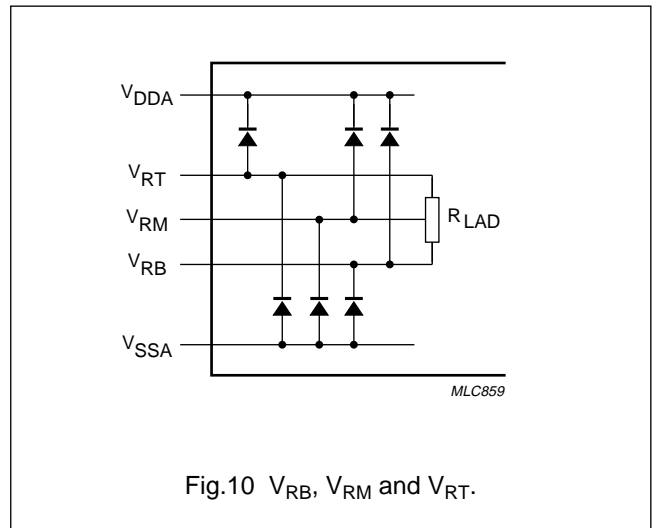 VDDA
VRT
VRM
RLAD
VRB
VSSA
MLC859
Fig.10 VRB, VRM and VRT.